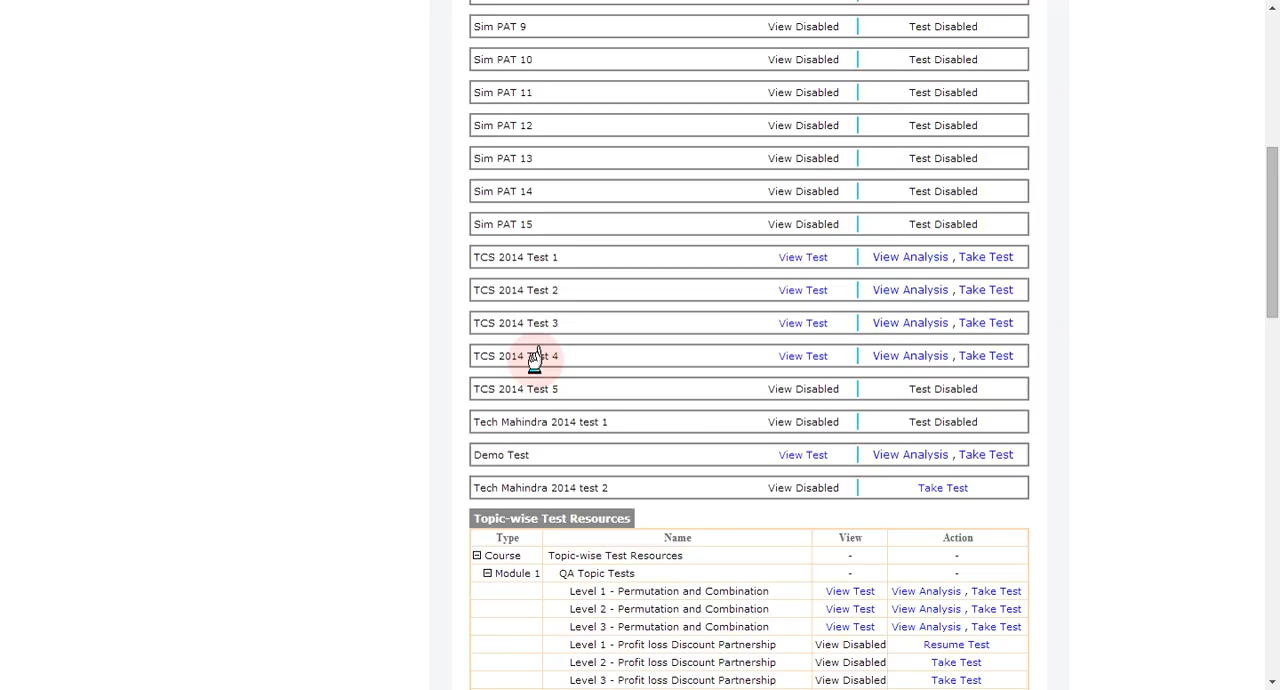 Sim PAT 9 View Disabled Test Disabled
Sim PAT 10 View Disabled Test Disabled
Sim PAT 11 View Disabled Test Disabled
Sim PAT 12 View Disabled Test Disabled
Sim PAT 13 View Disabled Test Disabled
Sim PAT 14 View Disabled Test Disabled
Sim PAT 15 View Disabled Test Disabled
TCS 2014 Test 1 View Test View Analysis , Take Test
TCS 2014 Test 2 View Test View Analysis , Take Test
TCS 2014 Test 3 View Test View Analysis , Take Test
TCS 2014 Test 4 View Test View Analysis , Take Test
TCS 2014 Test 5 View Disabled Test Disabled
Tech Mahindra 2014 test 1 View Disabled Test Disabled
Demo Test View Test View Analysis , Take Test
Tech Mahindra 2014 test 2 View Disabled Take Test
Topic-wise Test Resources
Type Name View Action
Course Topic-wise Test Resources - -
Module 1 QA Topic Tests - -
Level 1 - Permutation and Combination View Test View Analysis , Take Test
Level 2 - Permutation and Combination View Test View Analysis , Take Test
Level 3 - Permutation and Combination View Test View Analysis , Take Test
Level 1 - Profit loss Discount Partnership View Disabled Resume Test
Level 2 - Profit loss Discount Partnership View Disabled Take Test
Level 3 - Profit loss Discount Partnership View Disabled Take Test